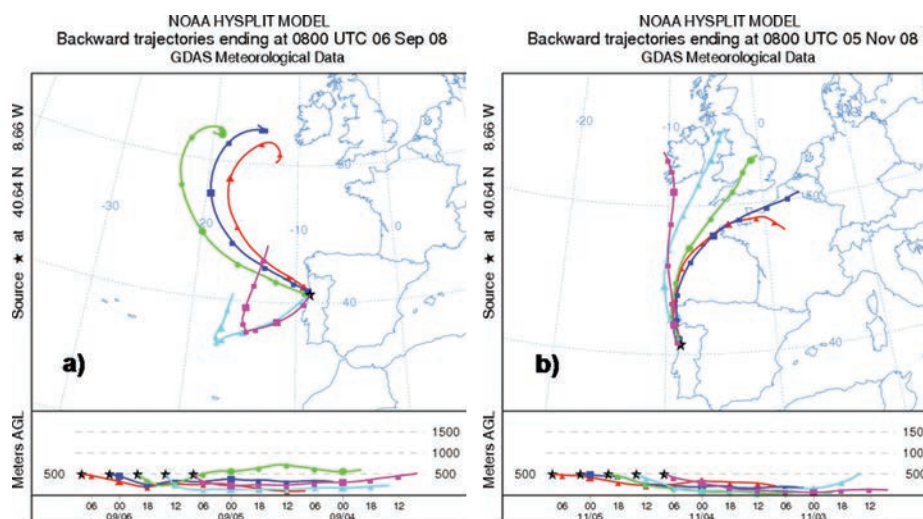 NOAA HYSPLIT MODEL
Backward trajectories ending at 0800 UTC 06 Sep 08
GDAS Meteorological Data
Source ★ at 40.64 N 8.66 W
-30
-20
-10
0
50
40
a)
Meters AGL
1500
1000
500
500
06 00 18 12 06 00 18 12 06 00 18 12
09/06 09/05 09/04
NOAA HYSPLIT MODEL
Backward trajectories ending at 0800 UTC 05 Nov 08
GDAS Meteorological Data
Source ★ at 40.64 N 8.66 W
-20
-10
0
40
b)
Meters AGL
1500
1000
500
500
06 00 18 12 06 00 18 12 06 00 18 12
11/05 11/04 11/03